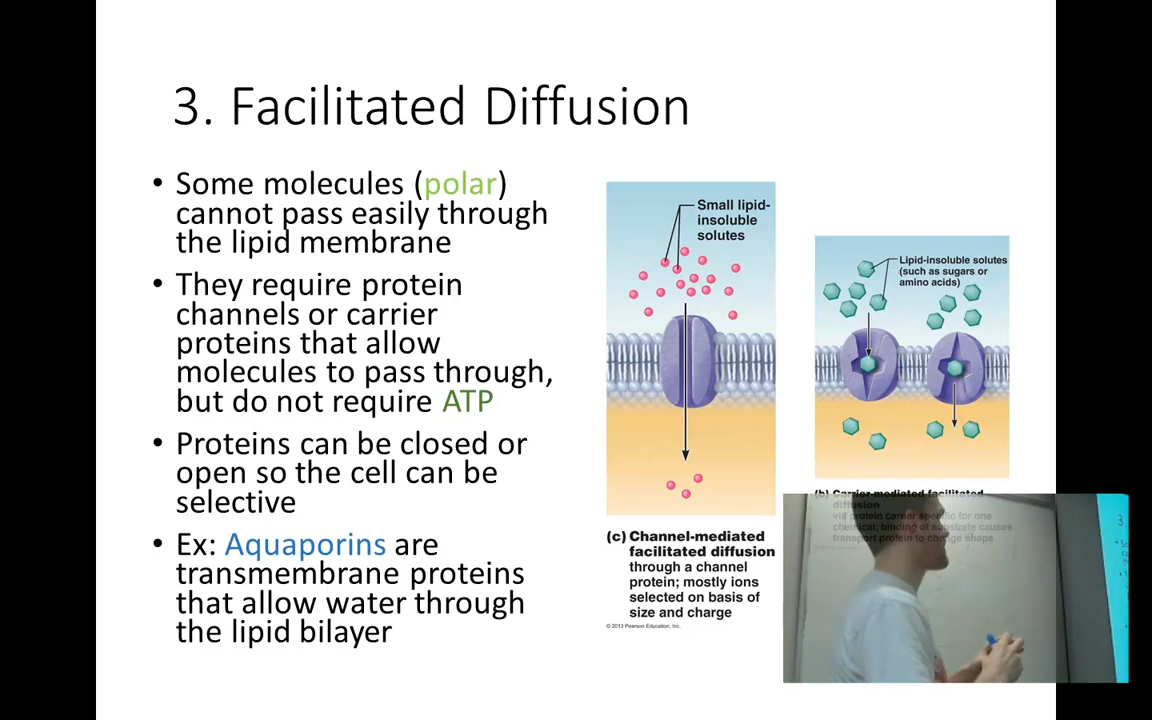 3. Facilitated Diffusion
• Some molecules (polar)
cannot pass easily through
the lipid membrane
• They require protein
channels or carrier
proteins that allow
molecules to pass through,
but do not require ATP
• Proteins can be closed or
open so the cell can be
selective
• Ex: Aquaporins are
transmembrane proteins
that allow water through
the lipid bilayer
Small lipid-
insoluble
solutes
(c) Channel-mediated
facilitated diffusion
through a channel
protein; mostly ions
selected on basis of
size and charge
© 2013 Pearson Education, Inc.
Lipid-insoluble solutes
(such as sugars or
amino acids)
(b) Carrier-mediated facilitated
diffusion
via protein carrier specific for one
chemical; binding of substrate causes
transport protein to change shape
3